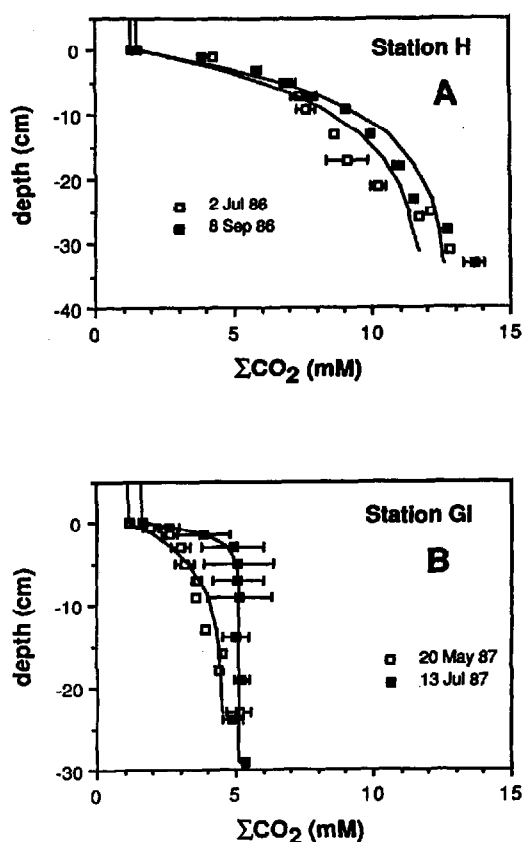 Station H
A
depth (cm)
0
-10
-20
-30
-40
2 Jul 86
8 Sep 86
0 5 10 15
ΣCO₂ (mM)
Station GI
B
depth (cm)
0
-10
-20
-30
20 May 87
13 Jul 87
0 5 10 15
ΣCO₂ (mM)